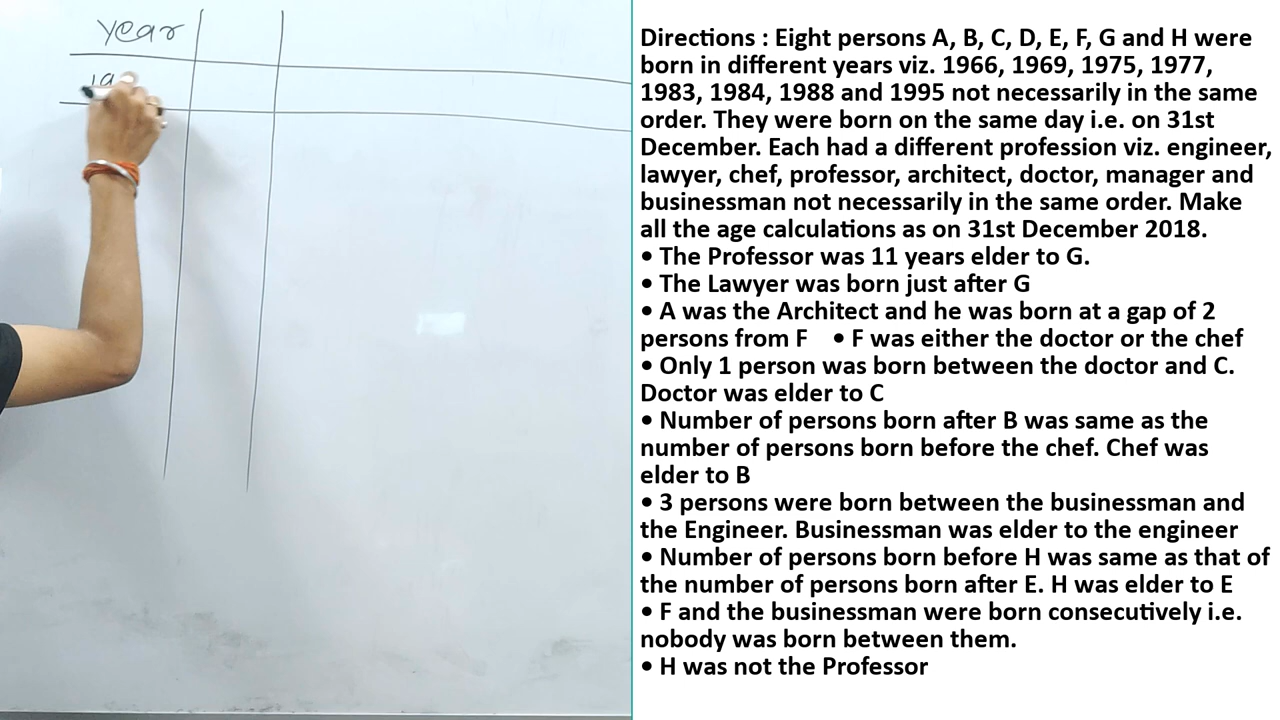 year
19
Directions : Eight persons A, B, C, D, E, F, G and H were
born in different years viz. 1966, 1969, 1975, 1977,
1983, 1984, 1988 and 1995 not necessarily in the same
order. They were born on the same day i.e. on 31st
December. Each had a different profession viz. engineer,
lawyer, chef, professor, architect, doctor, manager and
businessman not necessarily in the same order. Make
all the age calculations as on 31st December 2018.
• The Professor was 11 years elder to G.
• The Lawyer was born just after G
• A was the Architect and he was born at a gap of 2
persons from F • F was either the doctor or the chef
• Only 1 person was born between the doctor and C.
Doctor was elder to C
• Number of persons born after B was same as the
number of persons born before the chef. Chef was
elder to B
• 3 persons were born between the businessman and
the Engineer. Businessman was elder to the engineer
• Number of persons born before H was same as that of
the number of persons born after E. H was elder to E
• F and the businessman were born consecutively i.e.
nobody was born between them.
• H was not the Professor